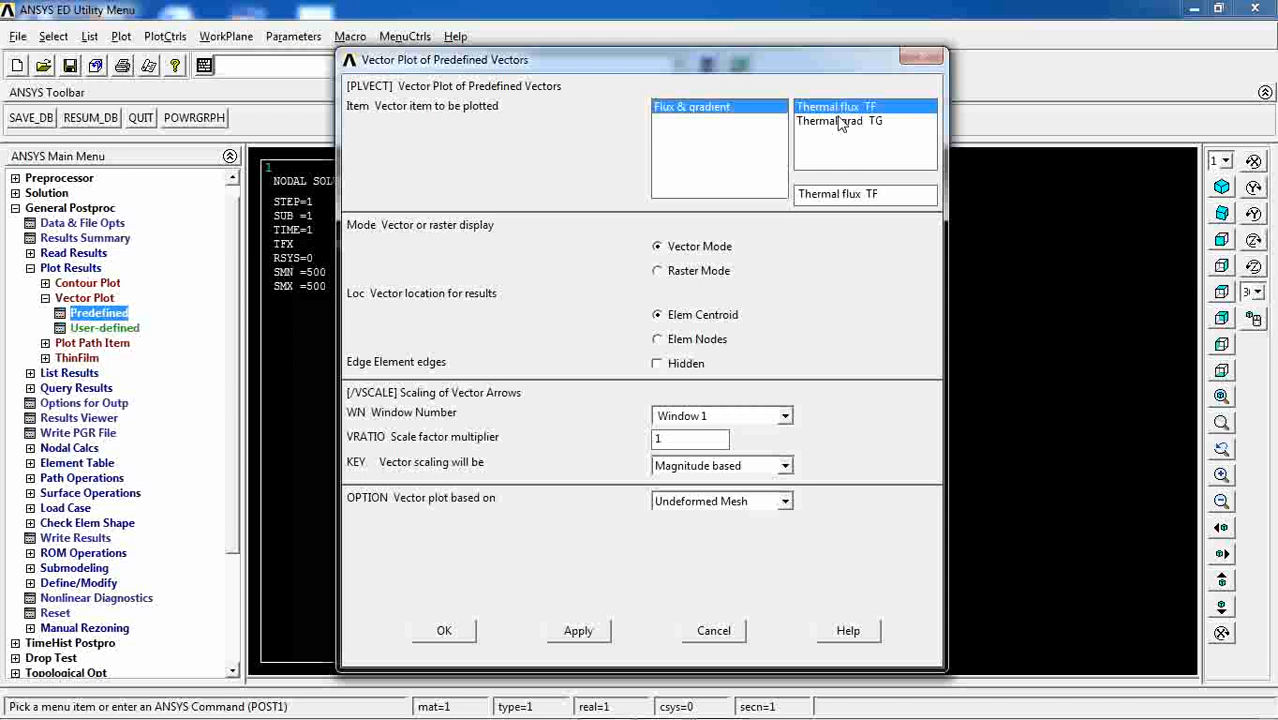 ANSYS ED Utility Menu
File Select List Plot PlotCtrls WorkPlane Parameters Macro MenuCtrls Help
ANSYS Toolbar
SAVE_DB RESUM_DB QUIT POWRGRPH
ANSYS Main Menu
Preprocessor
Solution
General Postproc
Data & File Opts
Results Summary
Read Results
Plot Results
Contour Plot
Vector Plot
Predefined
User-defined
Plot Path Item
ThinFilm
List Results
Query Results
Options for Outp
Results Viewer
Write PGR File
Nodal Calcs
Element Table
Path Operations
Surface Operations
Load Case
Check Elem Shape
Write Results
ROM Operations
Submodeling
Define/Modify
Nonlinear Diagnostics
Reset
Manual Rezoning
TimeHist Postpro
Drop Test
Topological Opt
1
STEP=1
SUB =1
TIME=1
TFX
RSYS=0
SMN =500
SMX =500
Vector Plot of Predefined Vectors
[PLVECT] Vector Plot of Predefined Vectors
Item Vector item to be plotted
Flux & gradient
Thermal flux TF
Thermal grad TG
Thermal flux TF
Mode Vector or raster display
Vector Mode
Raster Mode
Loc Vector location for results
Elem Centroid
Elem Nodes
Edge Element edges
Hidden
[/VSCALE] Scaling of Vector Arrows
WN Window Number
Window 1
VRATIO Scale factor multiplier
1
KEY Vector scaling will be
Magnitude based
OPTION Vector plot based on
Undeformed Mesh
OK Apply Cancel Help
1
3
Pick a menu item or enter an ANSYS Command (POST1) mat=1 type=1 real=1 csys=0 secn=1